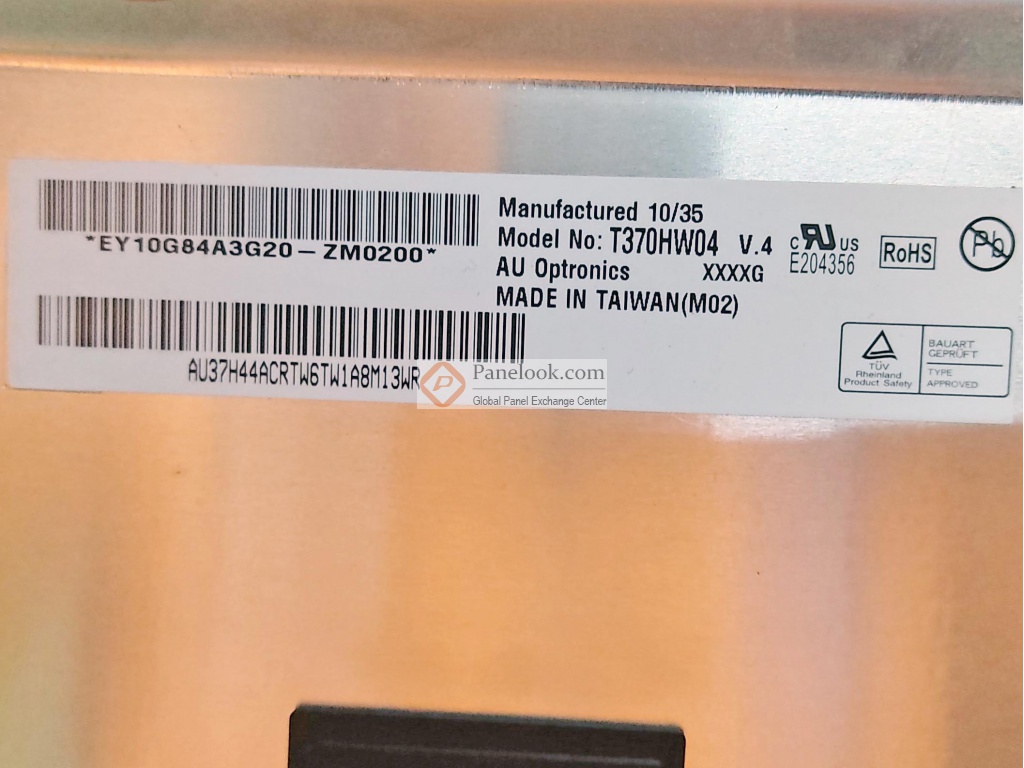 *EY10G84A3G20-ZM0200*
Manufactured 10/35
Model No: T370HW04 V.4
AU Optronics XXXXG
MADE IN TAIWAN(M02)
c RU US
E204356
RoHS
Pb
AU37H44ACRTW6TW1A8M13WR
TÜV
Rheinland
Product Safety
BAUART
GEPRÜFT
TYPE
APPROVED
Panelook.com
Global Panel Exchange Center